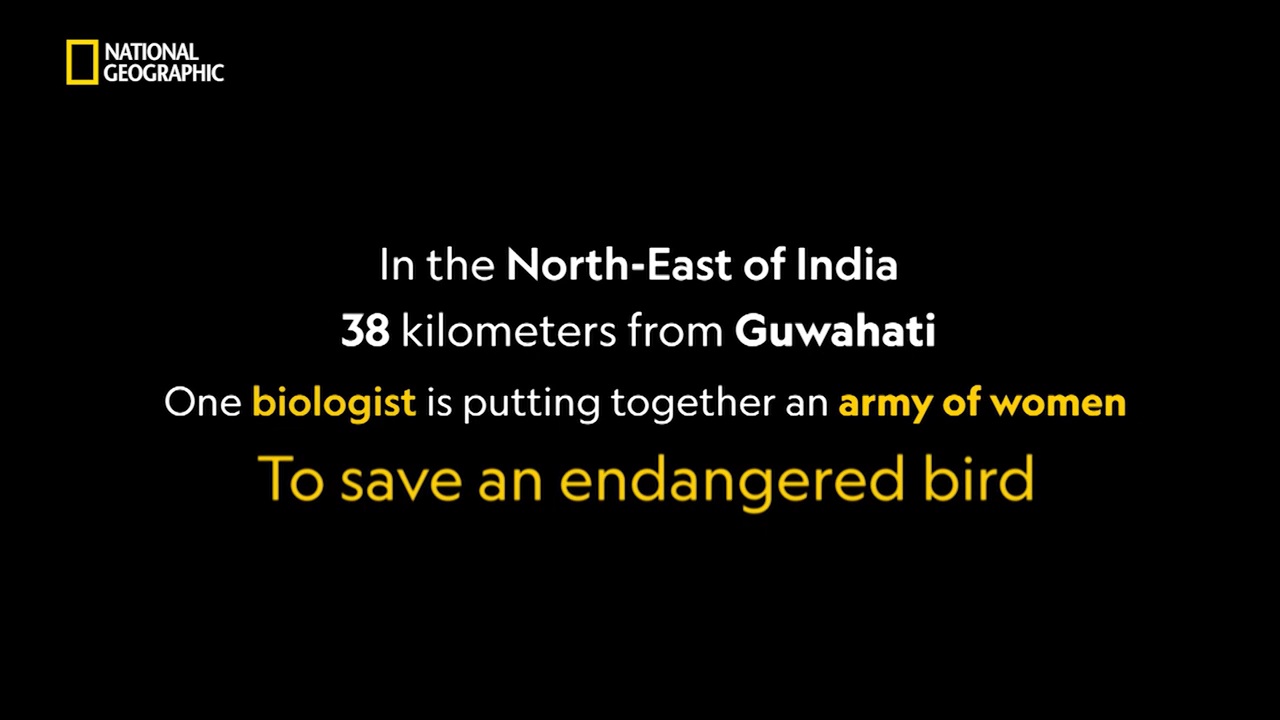 NATIONAL
GEOGRAPHIC
In the North-East of India
38 kilometers from Guwahati
One biologist is putting together an army of women
To save an endangered bird